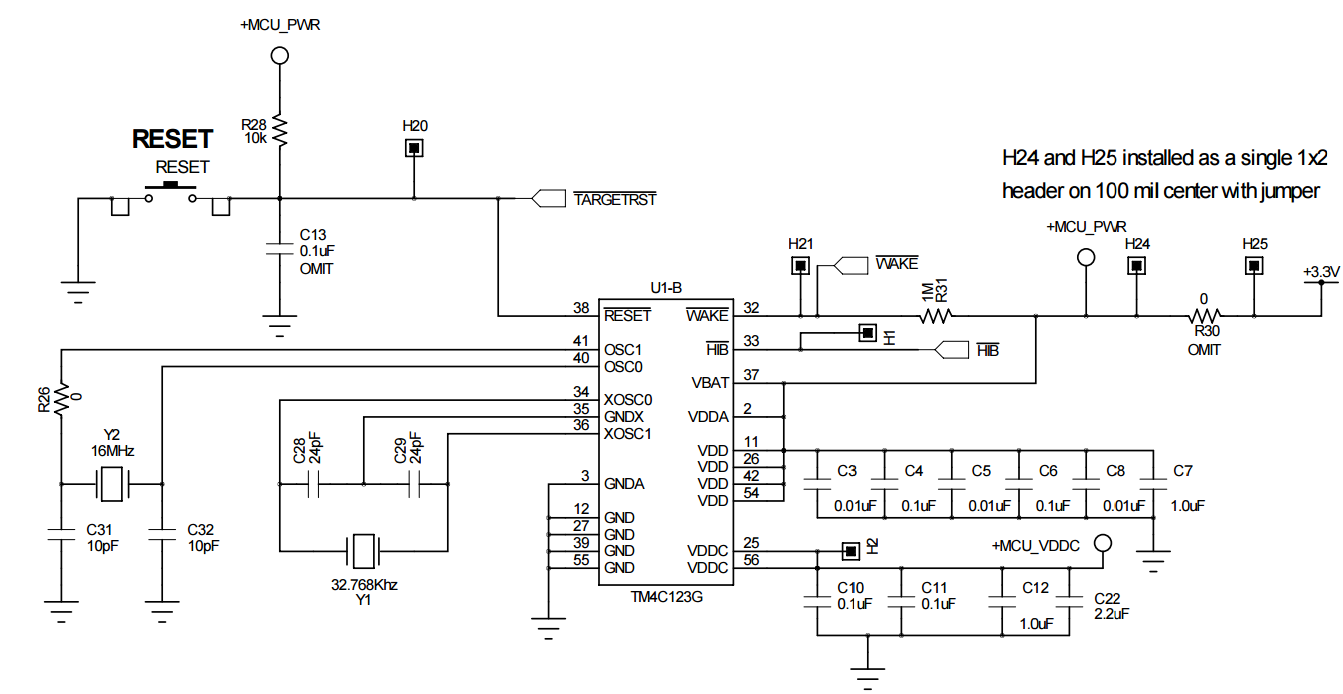 +MCU_PWR
R28
10k
H20
RESET
RESET
TARGETRST
C13
0.1uF
OMIT
H24 and H25 installed as a single 1x2
header on 100 mil center with jumper
+MCU_PWR
H21
WAKE
H24
H25
+3.3V
1M
R31
0
R30
OMIT
H1
HIB
U1-B
38
RESET
WAKE
32
41
OSC1
HIB
33
40
OSC0
VBAT
37
34
XOSC0
35
GNDX
VDDA
2
36
XOSC1
VDD
11
VDD
26
3
GNDA
VDD
42
VDD
54
12
GND
27
GND
39
GND
VDDC
25
55
GND
VDDC
56
TM4C123G
R26
0
Y2
16MHz
C31
10pF
C32
10pF
C28
24pF
C29
24pF
32.768Khz
Y1
C3
0.01uF
C4
0.1uF
C5
0.01uF
C6
0.1uF
C8
0.01uF
C7
1.0uF
H2
+MCU_VDDC
C10
0.1uF
C11
0.1uF
C12
1.0uF
C22
2.2uF